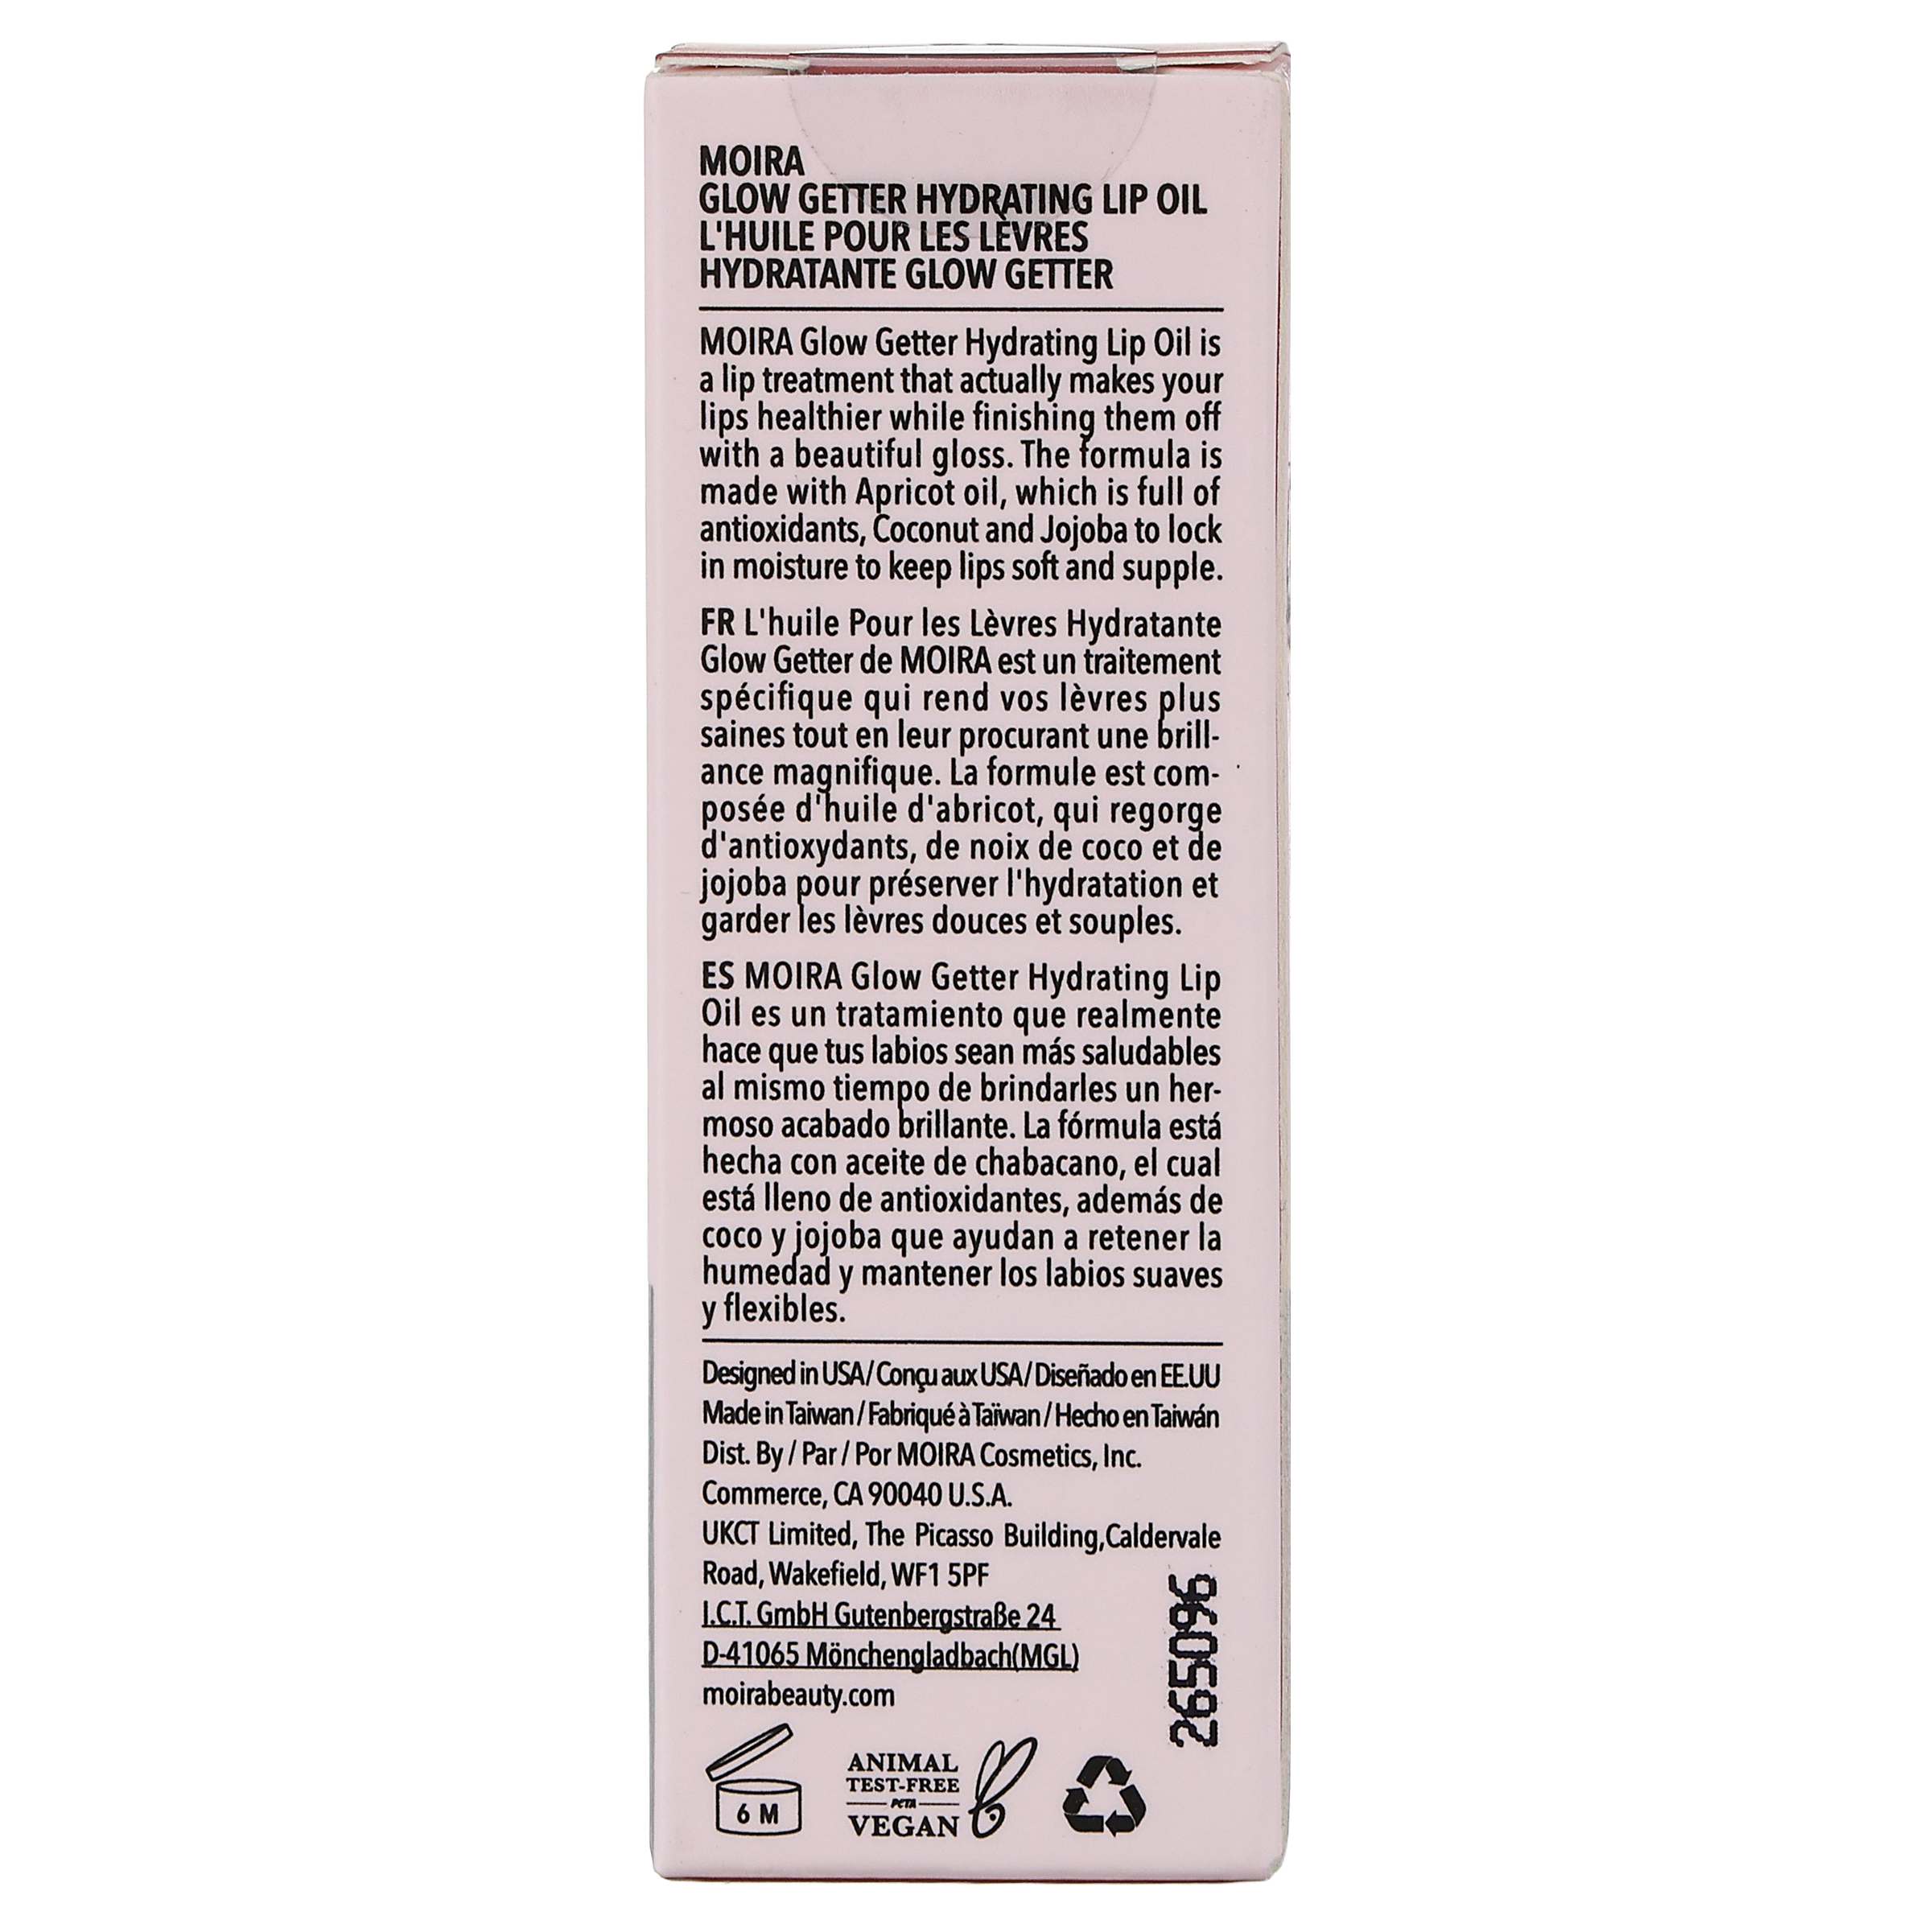 MOIRA
GLOW GETTER HYDRATING LIP OIL
L'HUILE POUR LES LÈVRES
HYDRATANTE GLOW GETTER
MOIRA Glow Getter Hydrating Lip Oil is
a lip treatment that actually makes your
lips healthier while finishing them off
with a beautiful gloss. The formula is
made with Apricot oil, which is full of
antioxidants, Coconut and Jojoba to lock
in moisture to keep lips soft and supple.
FR L'huile Pour les Lèvres Hydratante
Glow Getter de MOIRA est un traitement
spécifique qui rend vos lèvres plus
saines tout en leur procurant une brill-
ance magnifique. La formule est com-
posée d'huile d'abricot, qui regorge
d'antioxydants, de noix de coco et de
jojoba pour préserver l'hydratation et
garder les lèvres douces et souples.
ES MOIRA Glow Getter Hydrating Lip
Oil es un tratamiento que realmente
hace que tus labios sean más saludables
al mismo tiempo de brindarles un her-
moso acabado brillante. La fórmula está
hecha con aceite de chabacano, el cual
está lleno de antioxidantes, además de
coco y jojoba que ayudan a retener la
humedad y mantener los labios suaves
y flexibles.
Designed in USA/ Conçu aux USA/ Diseñado en EE.UU
Made in Taiwan / Fabriqué à Taïwan / Hecho en Taiwán
Dist. By / Par / Por MOIRA Cosmetics, Inc.
Commerce, CA 90040 U.S.A.
UKCT Limited, The Picasso Building,Caldervale
Road, Wakefield, WF1 5PF
I.C.T. GmbH Gutenbergstraße 24
D-41065 Mönchengladbach(MGL)
moirabeauty.com
265096
6 M
ANIMAL
TEST-FREE
PETA
VEGAN